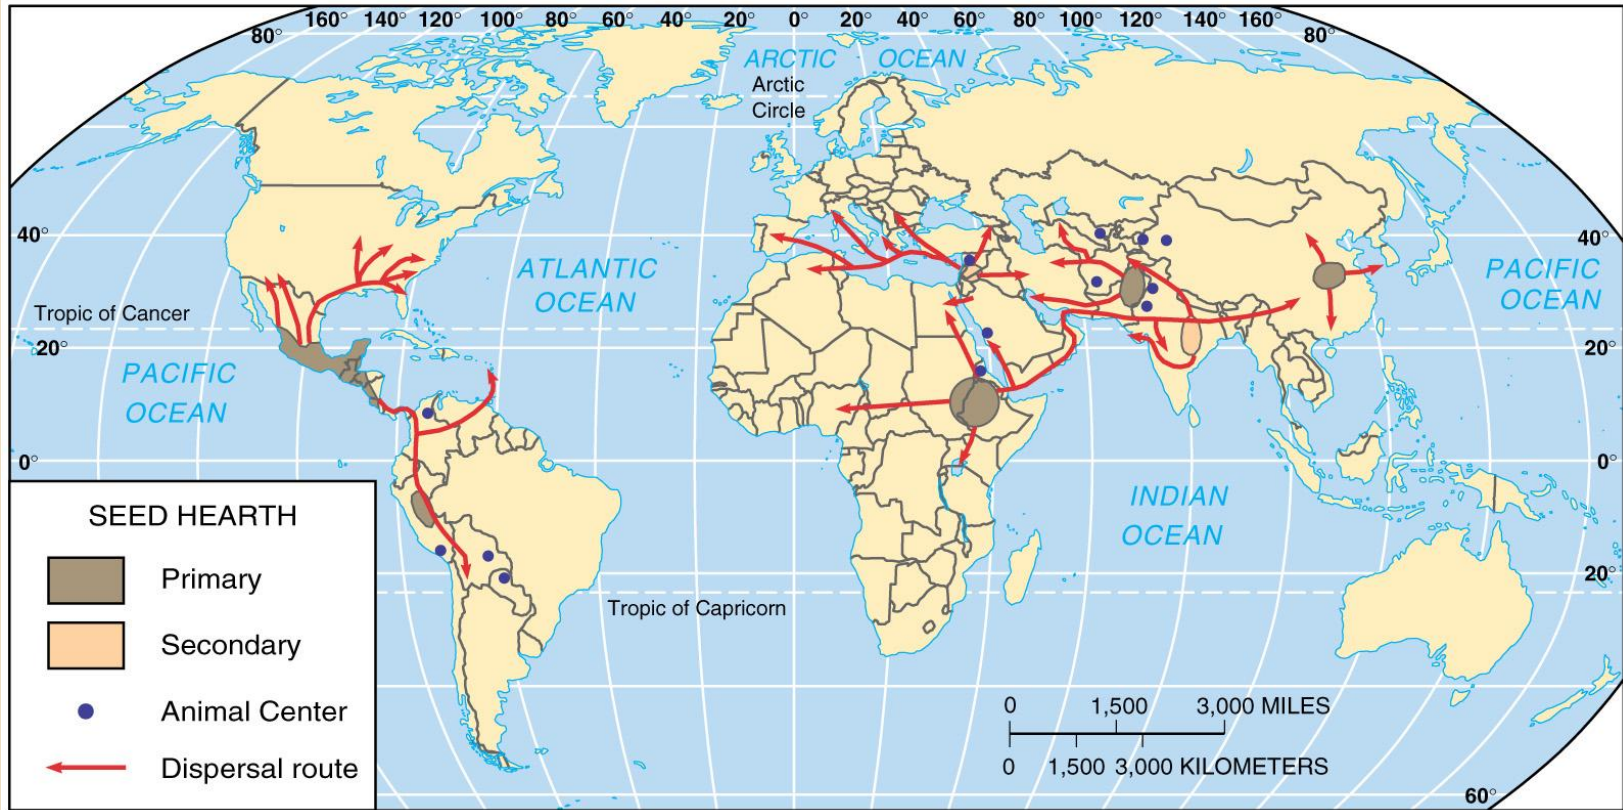 160° 140° 120° 100° 80° 60° 40° 20° 0° 20° 40° 60° 80° 100° 120° 140° 160°
80° 80°
ARCTIC OCEAN
Arctic
Circle
40° 40°
ATLANTIC
OCEAN
PACIFIC
OCEAN
Tropic of Cancer
20° 20°
PACIFIC
OCEAN
0° 0°
INDIAN
OCEAN
20°
Tropic of Capricorn
SEED HEARTH
Primary
Secondary
Animal Center
Dispersal route
0 1,500 3,000 MILES
0 1,500 3,000 KILOMETERS
60°